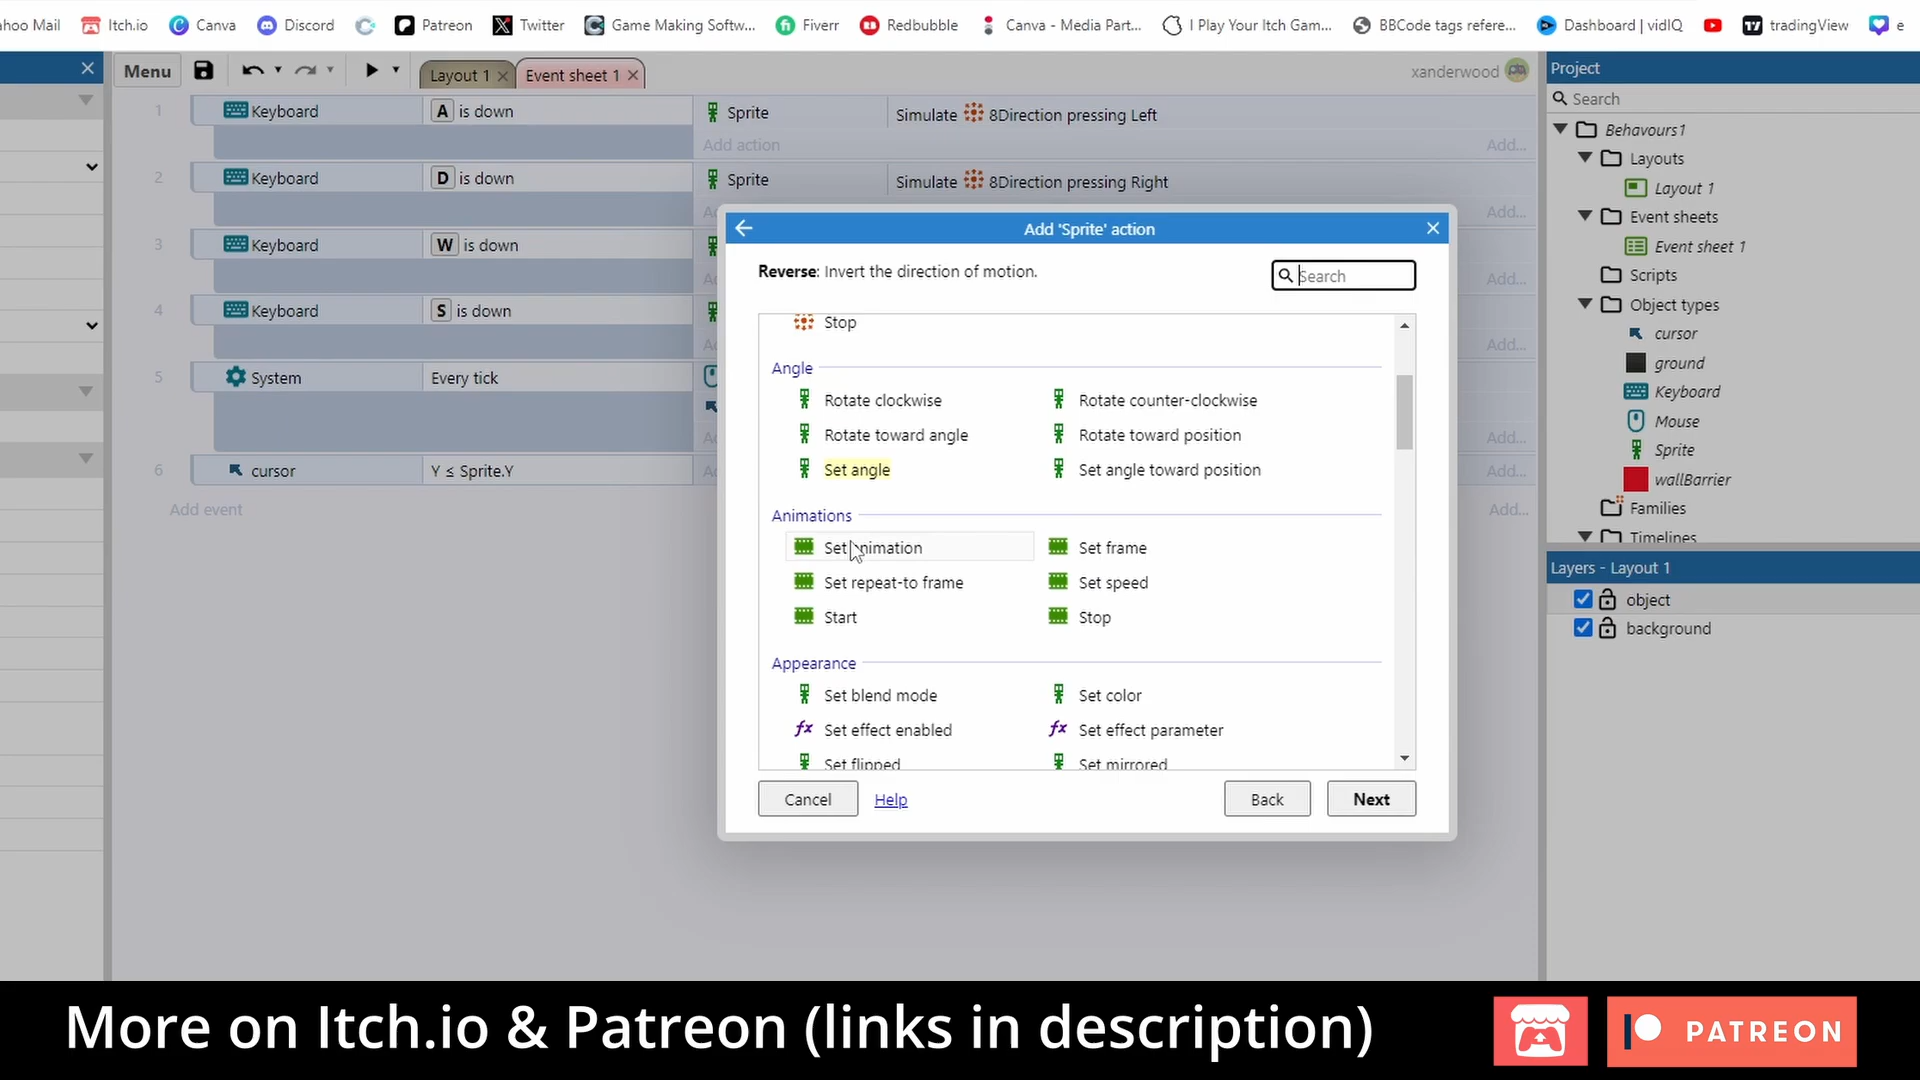 hoo Mail Itch.io Canva Discord Patreon Twitter Game Making Softw... Fiverr Redbubble Canva - Media Part... I Play Your Itch Gam... BBCode tags refere... Dashboard | vidIQ tradingView e
Menu Layout 1 Event sheet 1 xanderwood
Project
Search
1 Keyboard A is down Sprite Simulate 8Direction pressing Left
Add action Add...
2 Keyboard D is down Sprite Simulate 8Direction pressing Right
Add...
3 Keyboard W is down
Add...
4 Keyboard S is down
Add...
5 System Every tick
Add...
6 cursor Y ≤ Sprite.Y Add...
Add event Add...
Add 'Sprite' action
Reverse: Invert the direction of motion.
Search
Stop
Angle
Rotate clockwise Rotate counter-clockwise
Rotate toward angle Rotate toward position
Set angle Set angle toward position
Animations
Set animation Set frame
Set repeat-to frame Set speed
Start Stop
Appearance
Set blend mode Set color
Set effect enabled Set effect parameter
Set flipped Set mirrored
Cancel Help Back Next
Behavours1
Layouts
Layout 1
Event sheets
Event sheet 1
Scripts
Object types
cursor
ground
Keyboard
Mouse
Sprite
wallBarrier
Families
Timelines
Layers - Layout 1
object
background
More on Itch.io & Patreon (links in description)
PATREON